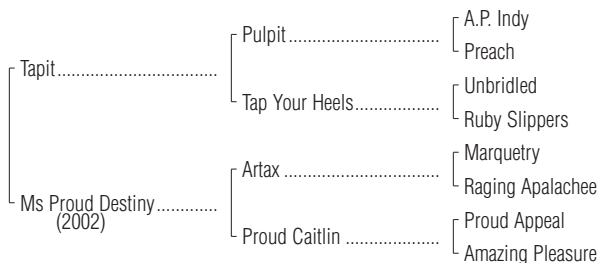 A.P. Indy
Pulpit................................
Preach
Tapit..................................
Unbridled
Tap Your Heels..................
Ruby Slippers
Marquetry
Artax .................................
Raging Apalachee
Ms Proud Destiny.............
(2002)
Proud Appeal
Proud Caitlin ....................
Amazing Pleasure